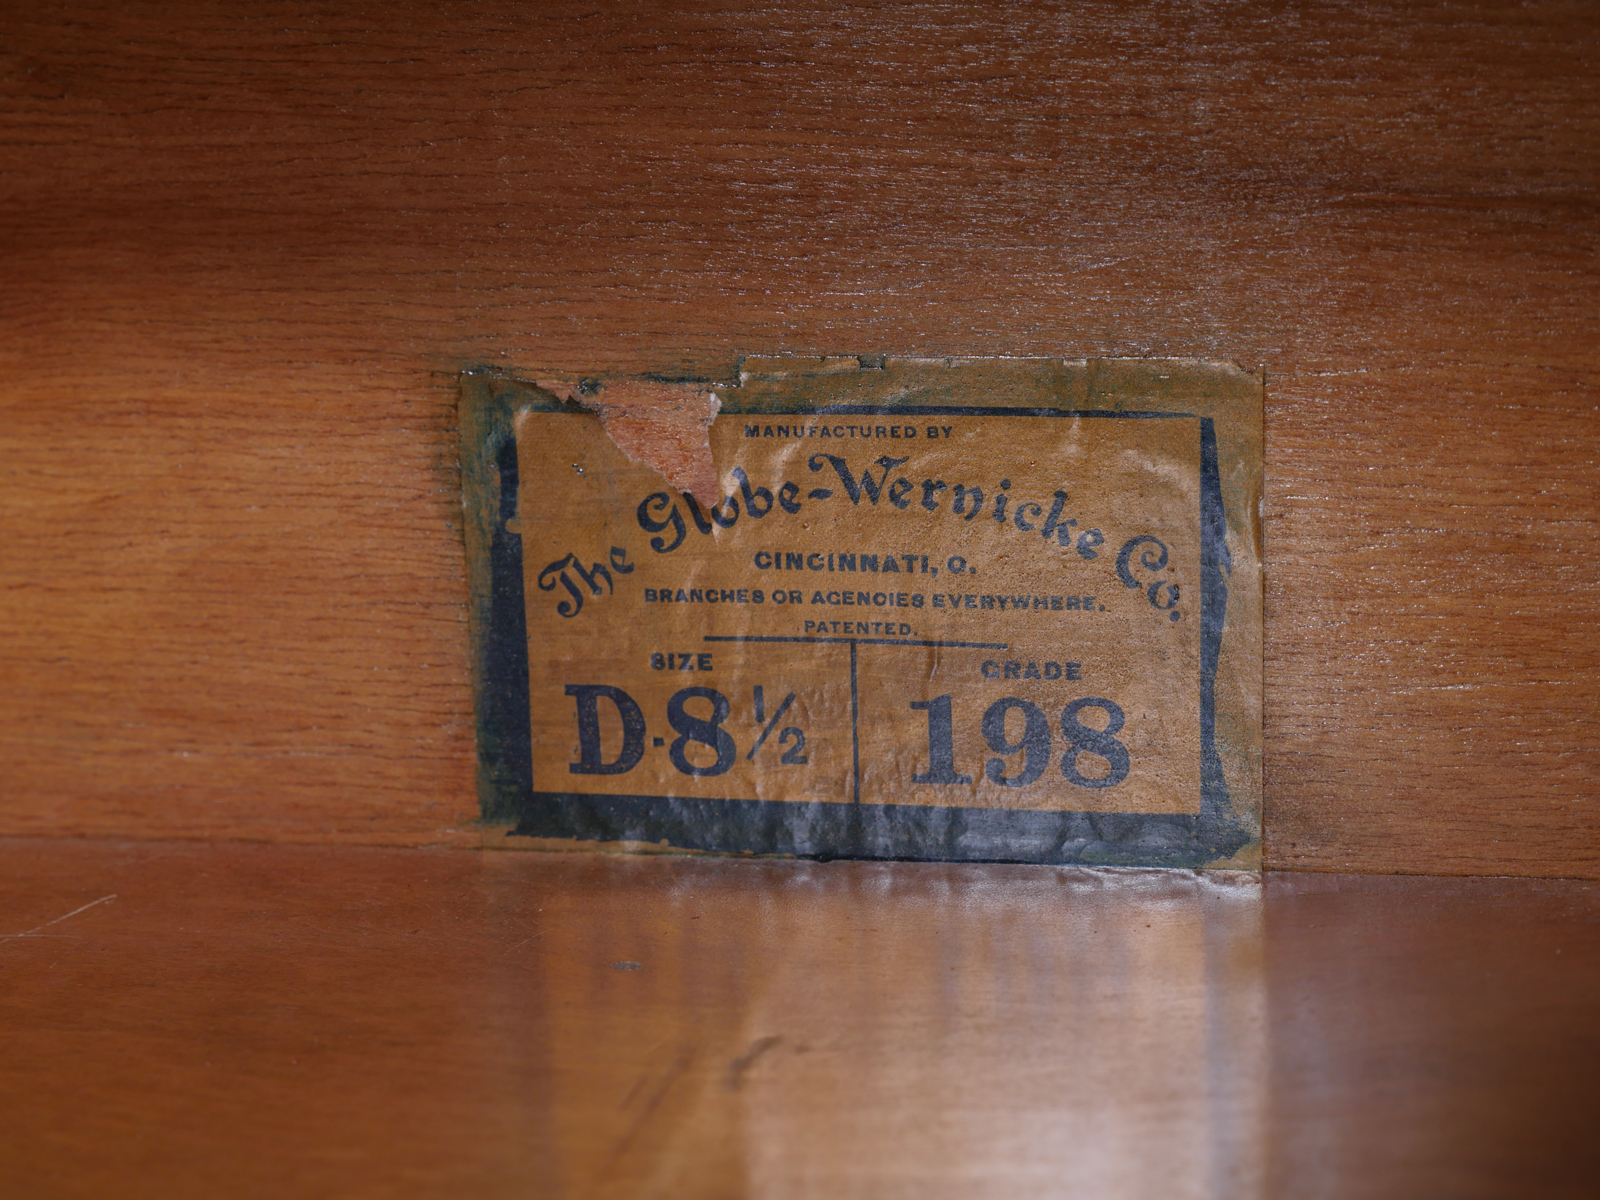 MANUFACTURED BY
The Globe-Wernicke Co.
CINCINNATI, O.
BRANCHES OR AGENCIES EVERYWHERE.
PATENTED.
SIZE
D-8½
GRADE
198